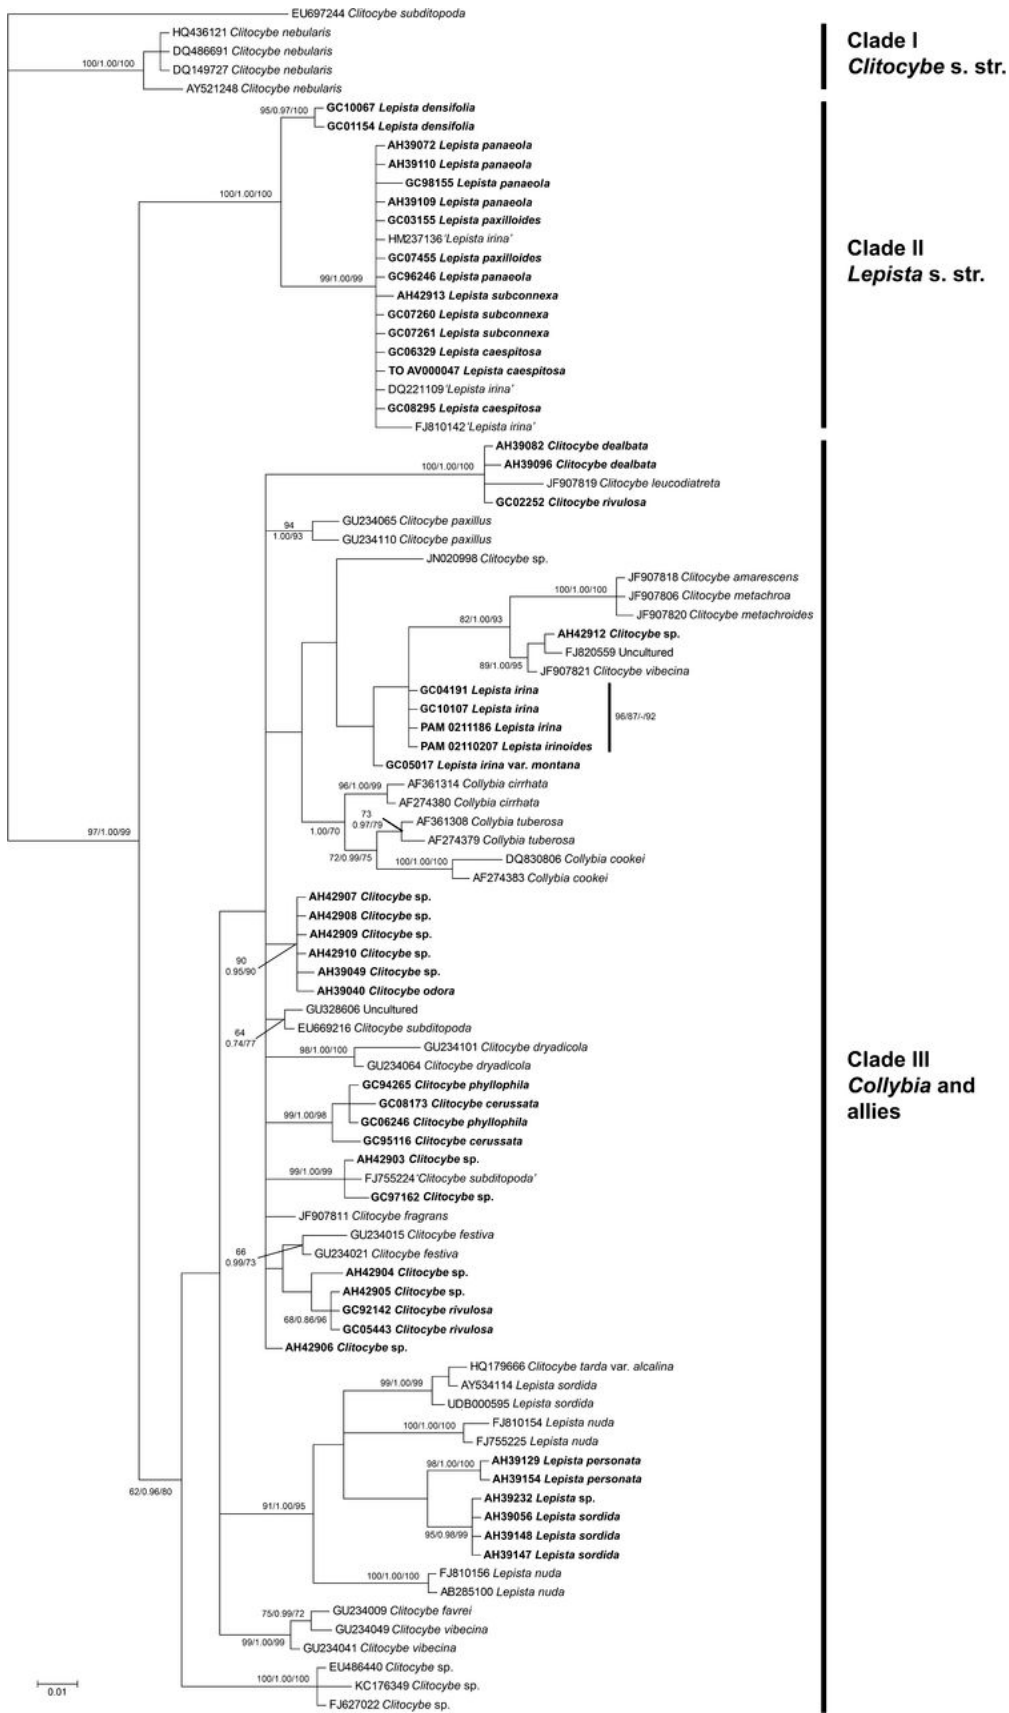 EU697244 Clitocybe subditopoda
HQ436121 Clitocybe nebularis
DQ486691 Clitocybe nebularis
100/1.00/100
DQ149727 Clitocybe nebularis
AY521248 Clitocybe nebularis
Clade I
Clitocybe s. str.
95/0.97/100
GC10067 Lepista densifolia
GC01154 Lepista densifolia
AH39072 Lepista panaeola
AH39110 Lepista panaeola
GC98155 Lepista panaeola
100/1.00/100
AH39109 Lepista panaeola
GC03155 Lepista paxilloides
HM237136 'Lepista irina'
GC07455 Lepista paxilloides
99/1.00/99
GC96246 Lepista panaeola
AH42913 Lepista subconnexa
GC07260 Lepista subconnexa
GC07261 Lepista subconnexa
GC06329 Lepista caespitosa
TO AV000047 Lepista caespitosa
DQ221109 'Lepista irina'
GC08295 Lepista caespitosa
FJ810142 'Lepista irina'
Clade II
Lepista s. str.
AH39082 Clitocybe dealbata
100/1.00/100
AH39096 Clitocybe dealbata
JF907819 Clitocybe leucodiatreta
GC02252 Clitocybe rivulosa
94
1.00/93
GU234065 Clitocybe paxillus
GU234110 Clitocybe paxillus
JN020998 Clitocybe sp.
JF907818 Clitocybe amarescens
100/1.00/100
JF907806 Clitocybe metachroa
JF907820 Clitocybe metachroides
82/1.00/93
AH42912 Clitocybe sp.
FJ820559 Uncultured
89/1.00/95
JF907821 Clitocybe vibecina
GC04191 Lepista irina
GC10107 Lepista irina
96/87/-/92
PAM 0211186 Lepista irina
PAM 02110207 Lepista irinoides
GC05017 Lepista irina var. montana
96/1.00/99
AF361314 Collybia cirrhata
AF274380 Collybia cirrhata
73
0.97/79
AF361308 Collybia tuberosa
1.00/70
AF274379 Collybia tuberosa
72/0.99/75
100/1.00/100
DQ830806 Collybia cookei
AF274383 Collybia cookei
97/1.00/99
AH42907 Clitocybe sp.
AH42908 Clitocybe sp.
AH42909 Clitocybe sp.
AH42910 Clitocybe sp.
90
0.95/90
AH39049 Clitocybe sp.
AH39040 Clitocybe odora
GU328606 Uncultured
64
0.74/77
EU669216 Clitocybe subditopoda
98/1.00/100
GU234101 Clitocybe dryadicola
GU234064 Clitocybe dryadicola
GC94265 Clitocybe phyllophila
GC08173 Clitocybe cerussata
99/1.00/98
GC06246 Clitocybe phyllophila
GC95116 Clitocybe cerussata
AH42903 Clitocybe sp.
99/1.00/99
FJ755224 'Clitocybe subditopoda'
GC97162 Clitocybe sp.
JF907811 Clitocybe fragrans
GU234015 Clitocybe festiva
66
0.99/73
GU234021 Clitocybe festiva
AH42904 Clitocybe sp.
AH42905 Clitocybe sp.
68/0.86/96
GC92142 Clitocybe rivulosa
GC05443 Clitocybe rivulosa
AH42906 Clitocybe sp.
Clade III
Collybia and
allies
HQ179666 Clitocybe tarda var. alcalina
99/1.00/99
AY534114 Lepista sordida
UDB000595 Lepista sordida
100/1.00/100
FJ810154 Lepista nuda
FJ755225 Lepista nuda
98/1.00/100
AH39129 Lepista personata
AH39154 Lepista personata
62/0.96/80
91/1.00/95
AH39232 Lepista sp.
AH39056 Lepista sordida
95/0.98/99
AH39148 Lepista sordida
AH39147 Lepista sordida
100/1.00/100
FJ810156 Lepista nuda
AB285100 Lepista nuda
75/0.99/72
GU234009 Clitocybe favrei
GU234049 Clitocybe vibecina
99/1.00/99
GU234041 Clitocybe vibecina
EU486440 Clitocybe sp.
100/1.00/100
KC176349 Clitocybe sp.
FJ627022 Clitocybe sp.
0.01